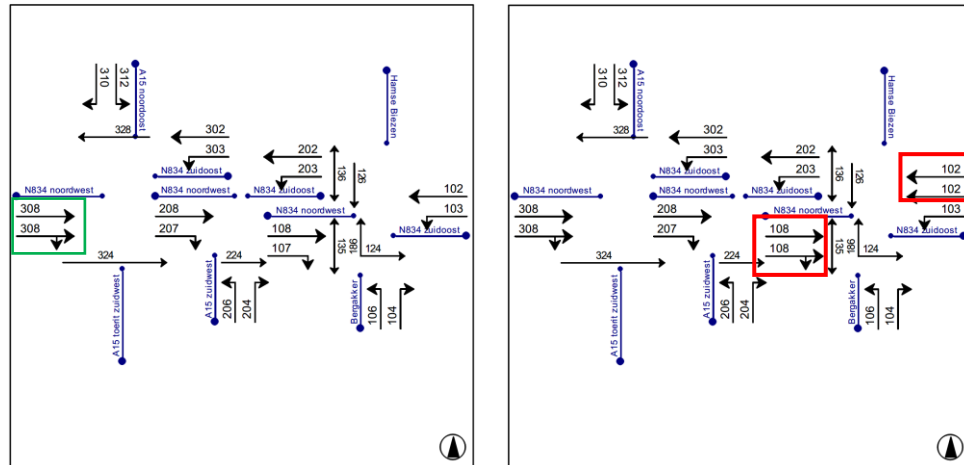 310
312
A15 noordoost
Hamse Biezen
328
302
303
202
N834 zuidoost
203
136
126
N834 noordwest
N834 noordwest
N834 zuidoost
102
308
208
N834 noordwest
103
308
207
108
135
981
124
N834 zuidoost
107
324
224
A15 toerit zuidwest
A15 zuidwest
206
204
Bergakker
106
104
310
312
A15 noordoost
Hamse Biezen
328
302
303
202
N834 zuidoost
203
136
126
102
N834 noordwest
N834 noordwest
N834 zuidoost
102
308
208
N834 noordwest
103
308
207
108
135
981
124
N834 zuidoost
108
324
224
A15 toerit zuidwest
A15 zuidwest
206
204
Bergakker
106
104